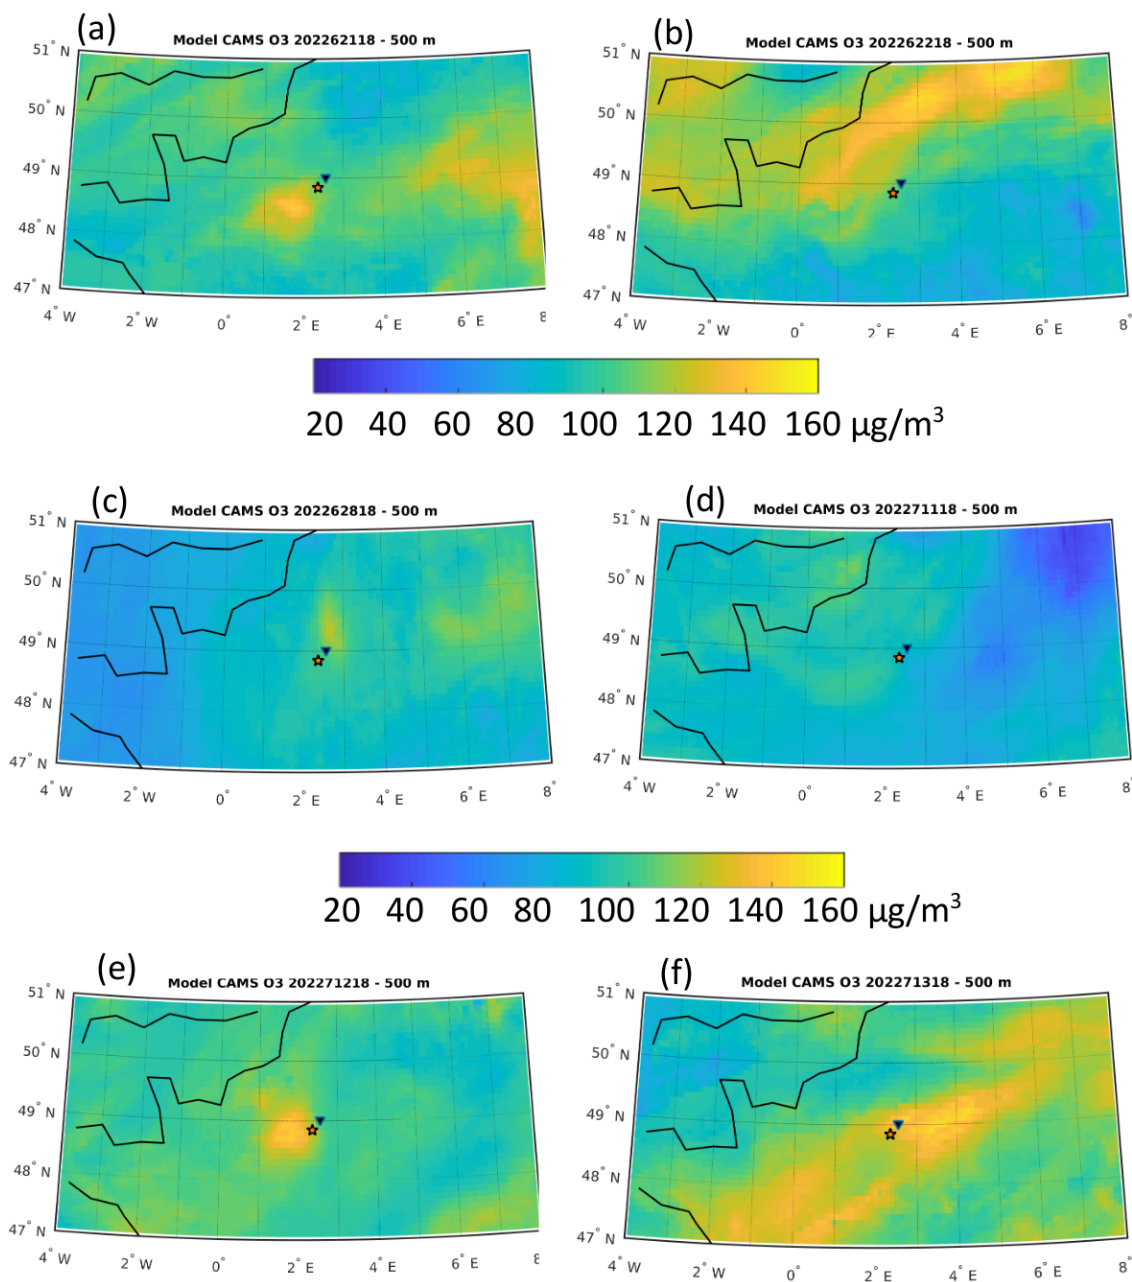 (a)
Model CAMS O3 202262118 - 500 m
51° N
50° N
49° N
48° N
47° N
4° W
2° W
0°
2° E
4° E
6° E
8
(b)
Model CAMS O3 202262218 - 500 m
51° N
50° N
49° N
48° N
47° N
4° W
2° W
0°
2° E
4° E
6° E
8°
20 40 60 80 100 120 140 160 µg/m³
(c)
Model CAMS O3 202262818 - 500 m
51° N
50° N
49° N
48° N
47° N
4° W
2° W
0°
2° E
4° E
6° E
8°
(d)
Model CAMS O3 202271118 - 500 m
51° N
50° N
49° N
48° N
47° N
4° W
2° W
0°
2° E
4° E
6° E
8°
20 40 60 80 100 120 140 160 µg/m³
(e)
Model CAMS O3 202271218 - 500 m
51° N
50° N
49° N
48° N
47° N
4° W
2° W
0°
2° E
4° E
6° E
8
(f)
Model CAMS O3 202271318 - 500 m
51° N
50° N
49° N
48° N
47° N
4° W
2° W
0°
2° E
4° E
6° E
8°